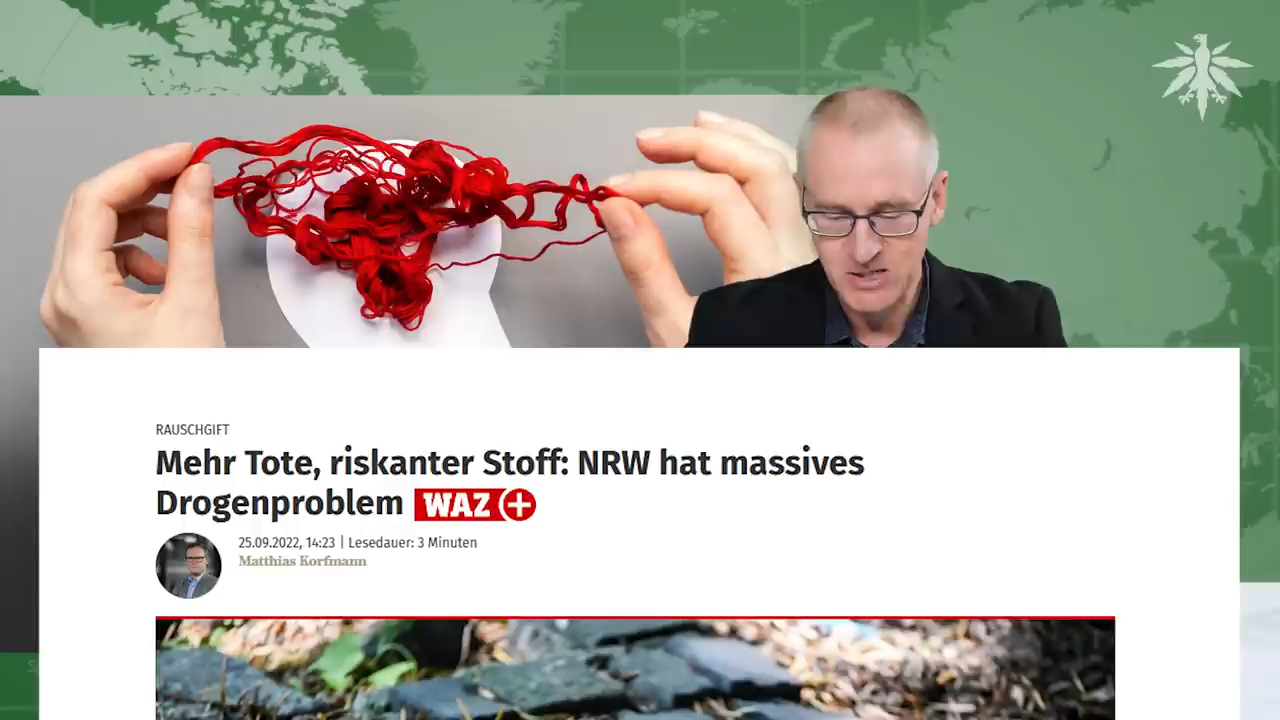 RAUSCHGIFT
Mehr Tote, riskanter Stoff: NRW hat massives
Drogenproblem WAZ+
25.09.2022, 14:23 | Lesedauer: 3 Minuten
Matthias Korfmann